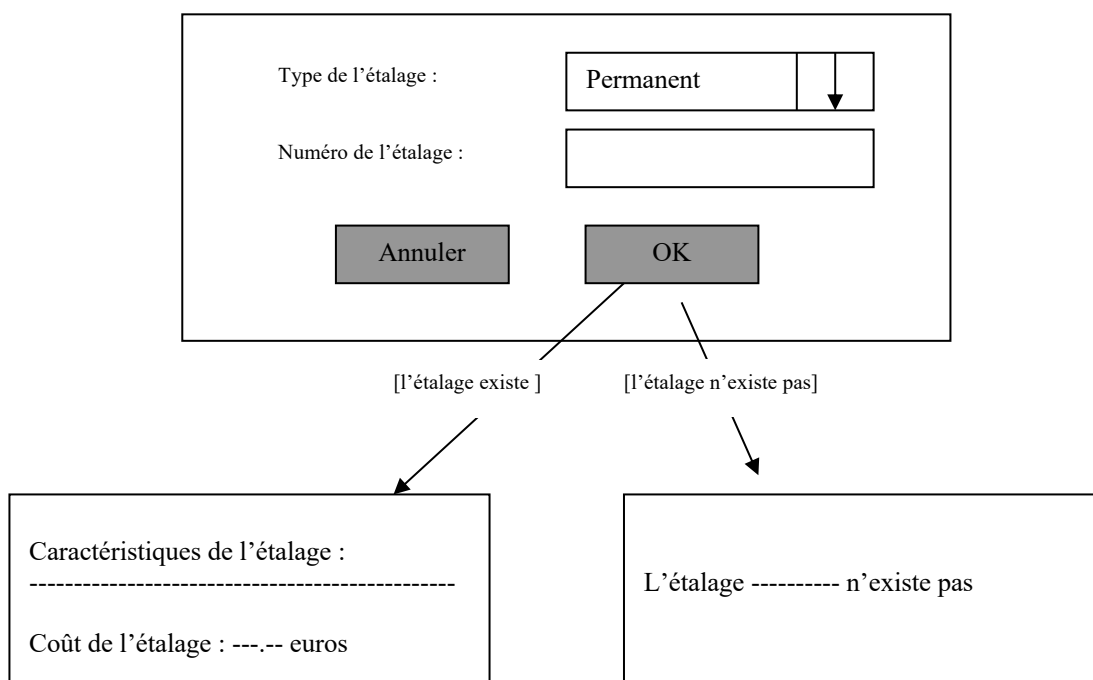 Type de l’étalage :
Permanent
Numéro de l’étalage :
Annuler
OK
[l’étalage existe ]
[l’étalage n’existe pas]
Caractéristiques de l’étalage :
-----------------------------------------------
Coût de l’étalage : ---.-- euros
L’étalage ---------- n’existe pas